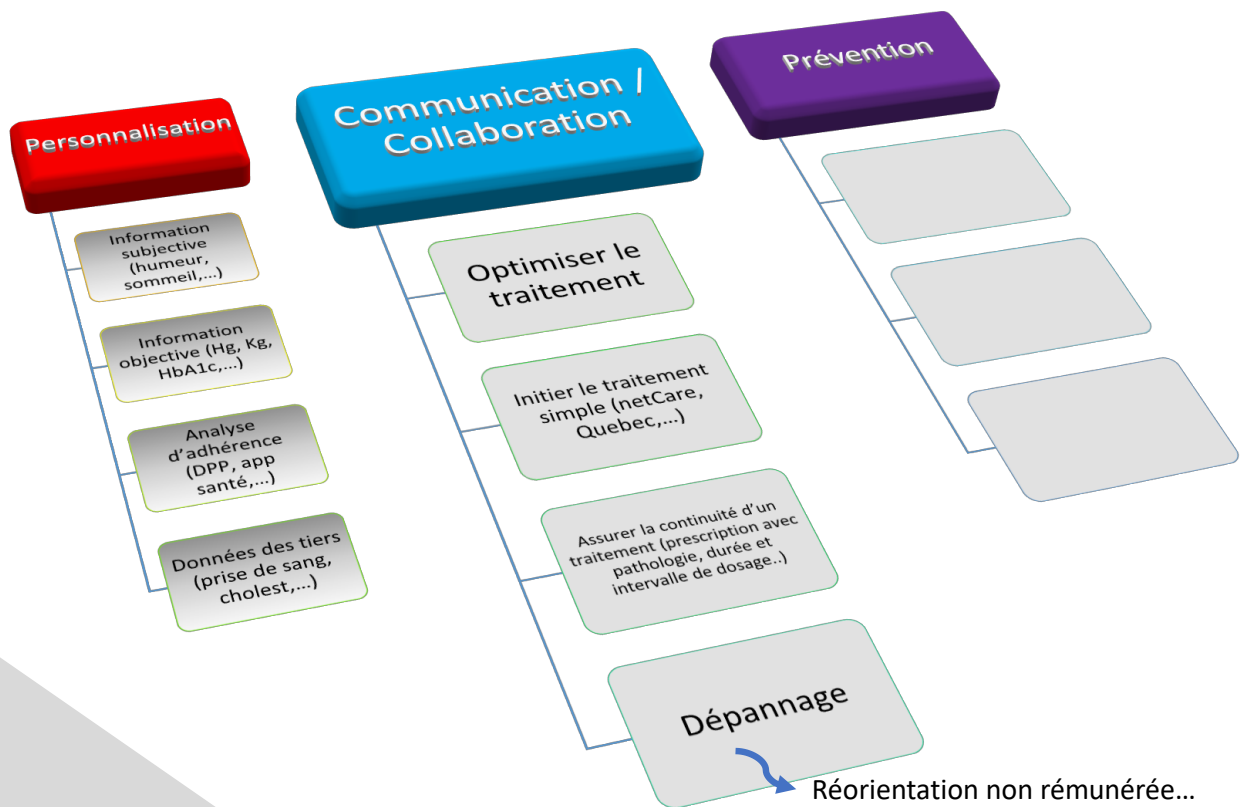 Personnalisation
Information
subjective
(humeur,
sommeil,...)
Information
objective (Hg, Kg,
HbA1c,...)
Analyse
d'adhérence
(DPP, app
santé,...)
Données des tiers
(prise de sang,
cholest,...)
Communication /
Collaboration
Optimiser le
traitement
Initier le traitement
simple (netCare,
Quebec,...)
Assurer la continuité d'un
traitement (prescription avec
pathologie, durée et
intervalle de dosage..)
Dépannage
Réorientation non rémunérée...
Prévention